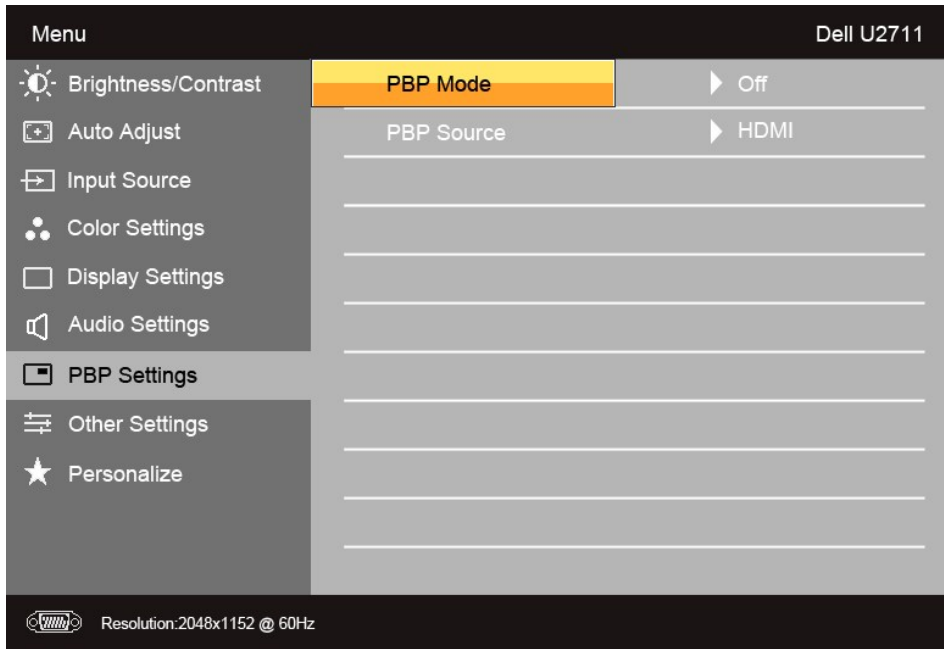 Menu Dell U2711
Brightness/Contrast PBP Mode Off
Auto Adjust PBP Source HDMI
Input Source
Color Settings
Display Settings
Audio Settings
PBP Settings
Other Settings
Personalize
Resolution:2048x1152 @ 60Hz